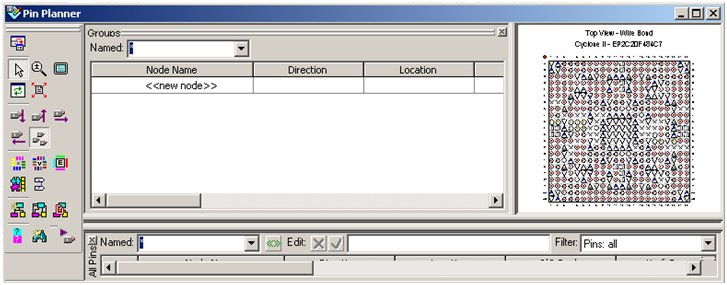 Pin Planner
Groups
Named: *
Node Name Direction Location
<<new node>>
Top View - Wire Bond
Cyclone II - EP2C20F484C7
All Pins
Named: * Edit: Filter: Pins: all